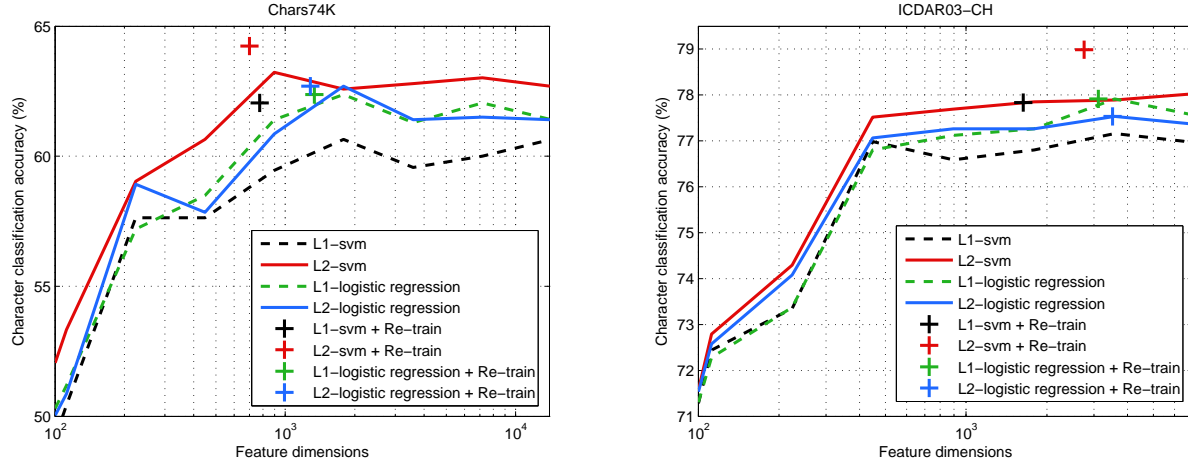 Chars74K
65
60
55
50
Character classification accuracy (%)
10^2
10^3
10^4
Feature dimensions
L1−svm
L2−svm
L1−logistic regression
L2−logistic regression
L1−svm + Re−train
L2−svm + Re−train
L1−logistic regression + Re−train
L2−logistic regression + Re−train
ICDAR03−CH
79
78
77
76
75
74
73
72
71
Character classification accuracy (%)
10^2
10^3
Feature dimensions
L1−svm
L2−svm
L1−logistic regression
L2−logistic regression
L1−svm + Re−train
L2−svm + Re−train
L1−logistic regression + Re−train
L2−logistic regression + Re−train